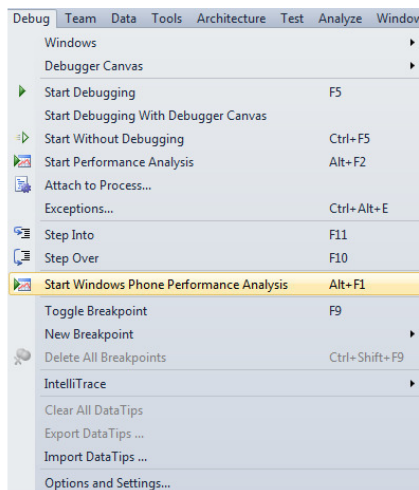 Debug Team Data Tools Architecture Test Analyze Window
Windows
Debugger Canvas
Start Debugging F5
Start Debugging With Debugger Canvas
Start Without Debugging Ctrl+F5
Start Performance Analysis Alt+F2
Attach to Process...
Exceptions... Ctrl+Alt+E
Step Into F11
Step Over F10
Start Windows Phone Performance Analysis Alt+F1
Toggle Breakpoint F9
New Breakpoint
Delete All Breakpoints Ctrl+Shift+F9
IntelliTrace
Clear All DataTips
Export DataTips ...
Import DataTips ...
Options and Settings...